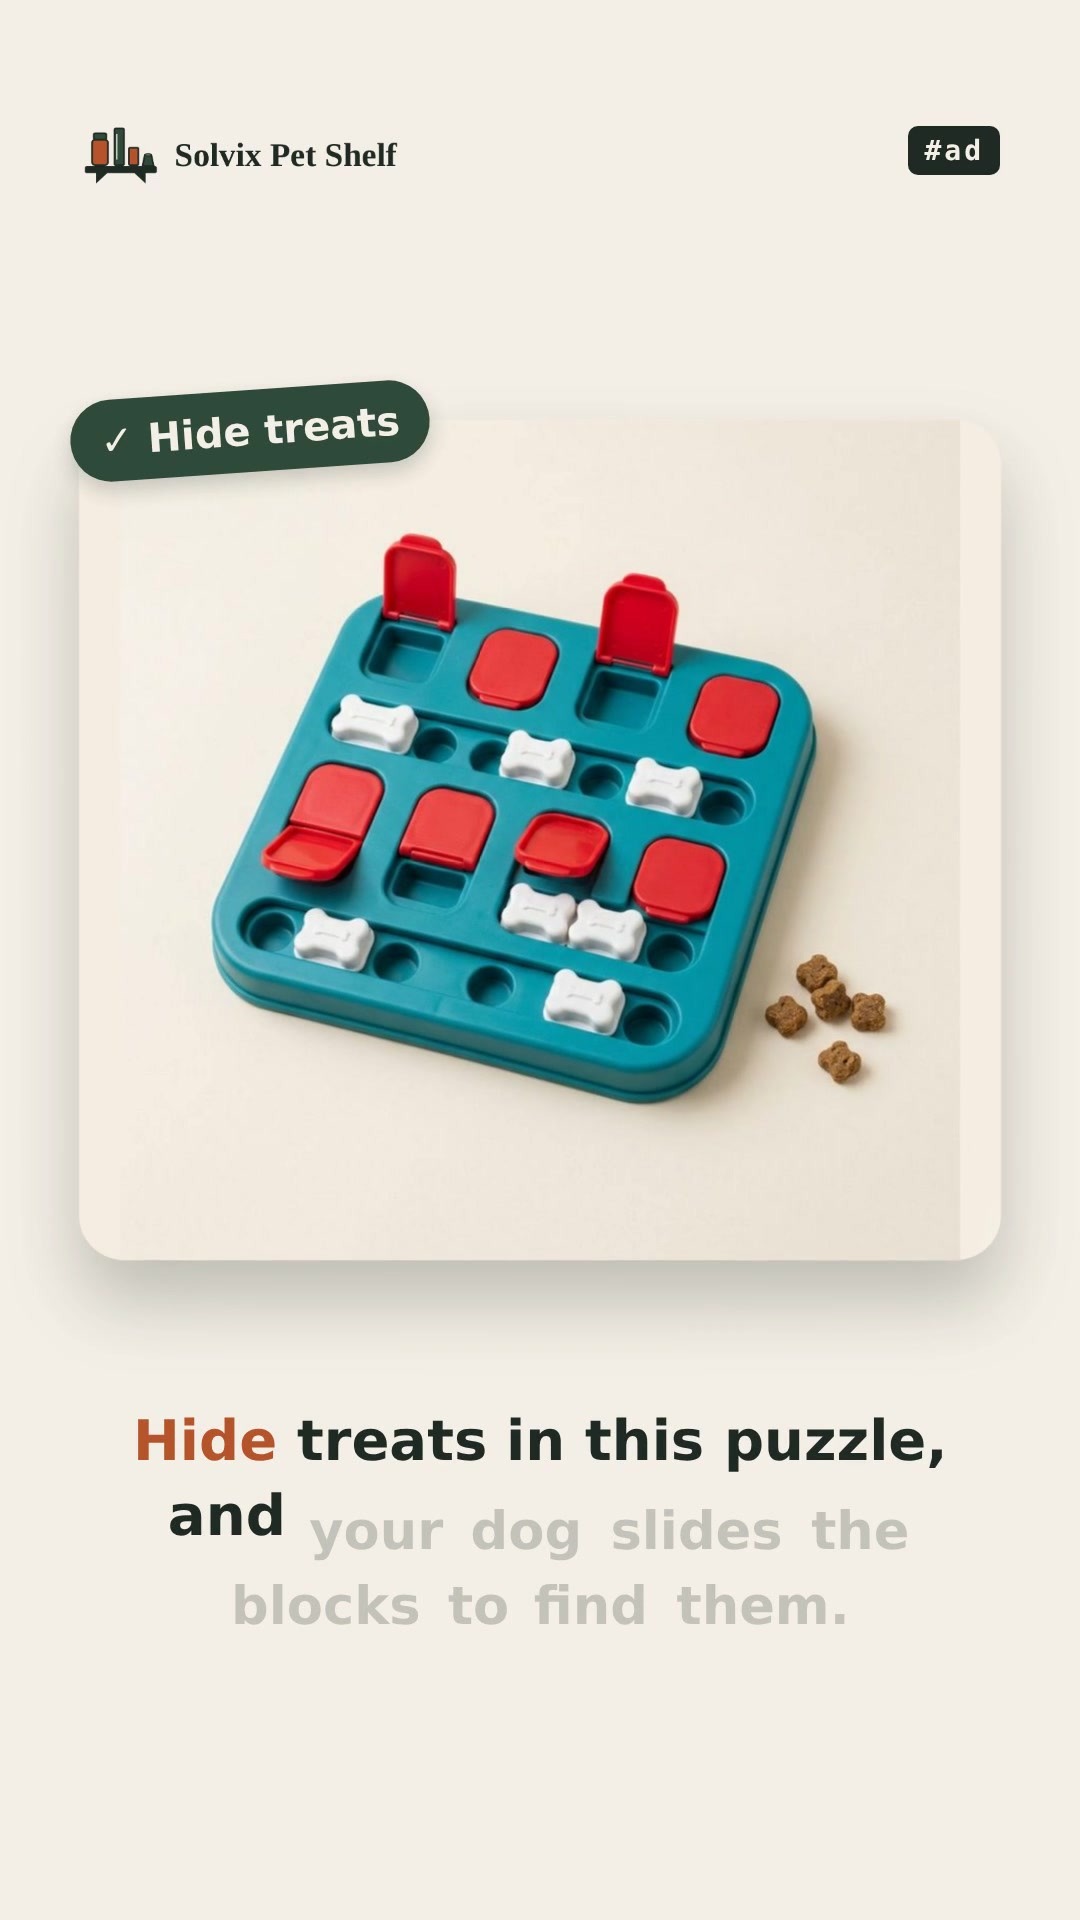 Solvix Pet Shelf
#ad
✓ Hide treats
Hide treats in this puzzle,
and your dog slides the
blocks to find them.